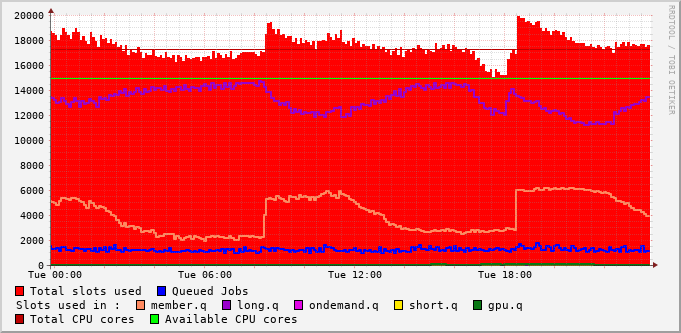 20000
18000
16000
14000
12000
10000
8000
6000
4000
2000
0
Tue 00:00 Tue 06:00 Tue 12:00 Tue 18:00
Total slots used Queued Jobs
Slots used in : member.q long.q ondemand.q short.q gpu.q
Total CPU cores Available CPU cores
RRDTOOL / TOBI OETIKER